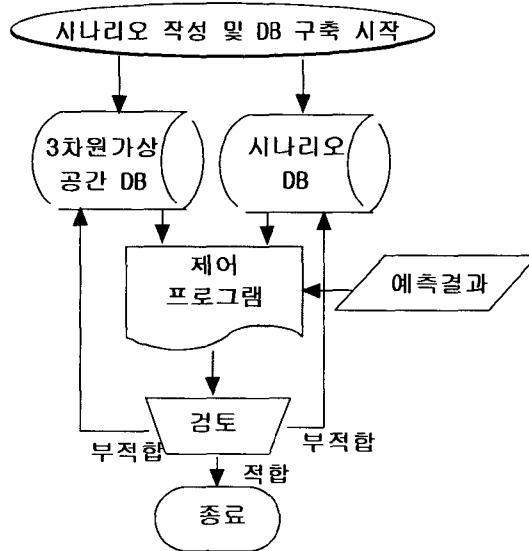 시나리오 작성 및 DB 구축 시작
3차원가상
공간 DB
시나리오
DB
제어
프로그램
예측결과
검토
부적합
부적합
적합
종료